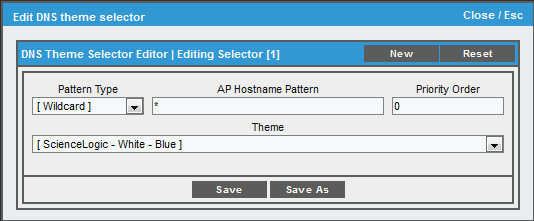 Edit DNS theme selector Close / Esc
DNS Theme Selector Editor | Editing Selector [1] New Reset
Pattern Type AP Hostname Pattern Priority Order
[ Wildcard ] * 0
Theme
[ ScienceLogic - White - Blue ]
Save Save As